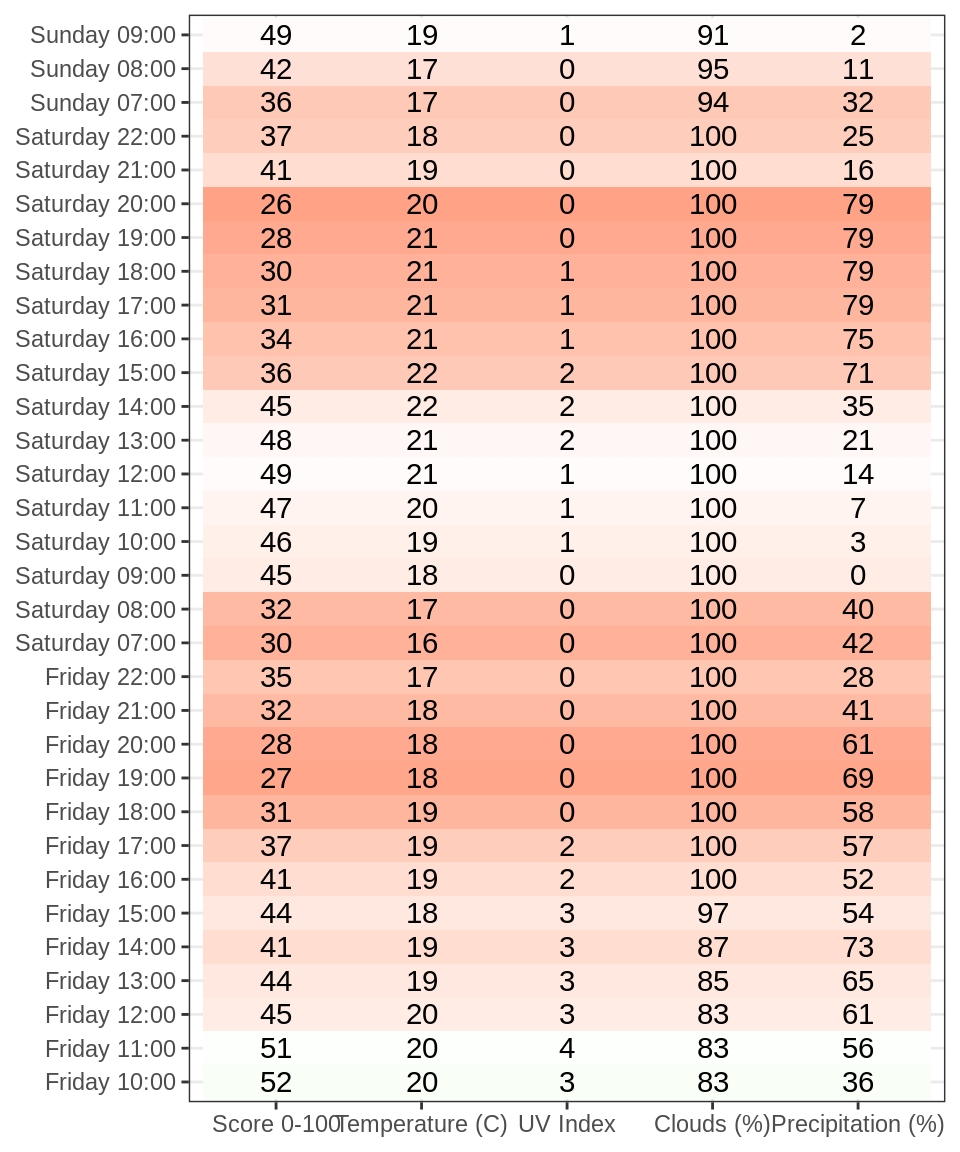 Sunday 09:00 49 19 1 91 2
Sunday 08:00 42 17 0 95 11
Sunday 07:00 36 17 0 94 32
Saturday 22:00 37 18 0 100 25
Saturday 21:00 41 19 0 100 16
Saturday 20:00 26 20 0 100 79
Saturday 19:00 28 21 0 100 79
Saturday 18:00 30 21 1 100 79
Saturday 17:00 31 21 1 100 79
Saturday 16:00 34 21 1 100 75
Saturday 15:00 36 22 2 100 71
Saturday 14:00 45 22 2 100 35
Saturday 13:00 48 21 2 100 21
Saturday 12:00 49 21 1 100 14
Saturday 11:00 47 20 1 100 7
Saturday 10:00 46 19 1 100 3
Saturday 09:00 45 18 0 100 0
Saturday 08:00 32 17 0 100 40
Saturday 07:00 30 16 0 100 42
Friday 22:00 35 17 0 100 28
Friday 21:00 32 18 0 100 41
Friday 20:00 28 18 0 100 61
Friday 19:00 27 18 0 100 69
Friday 18:00 31 19 0 100 58
Friday 17:00 37 19 2 100 57
Friday 16:00 41 19 2 100 52
Friday 15:00 44 18 3 97 54
Friday 14:00 41 19 3 87 73
Friday 13:00 44 19 3 85 65
Friday 12:00 45 20 3 83 61
Friday 11:00 51 20 4 83 56
Friday 10:00 52 20 3 83 36
Score 0-100 Temperature (C) UV Index Clouds (%) Precipitation (%)